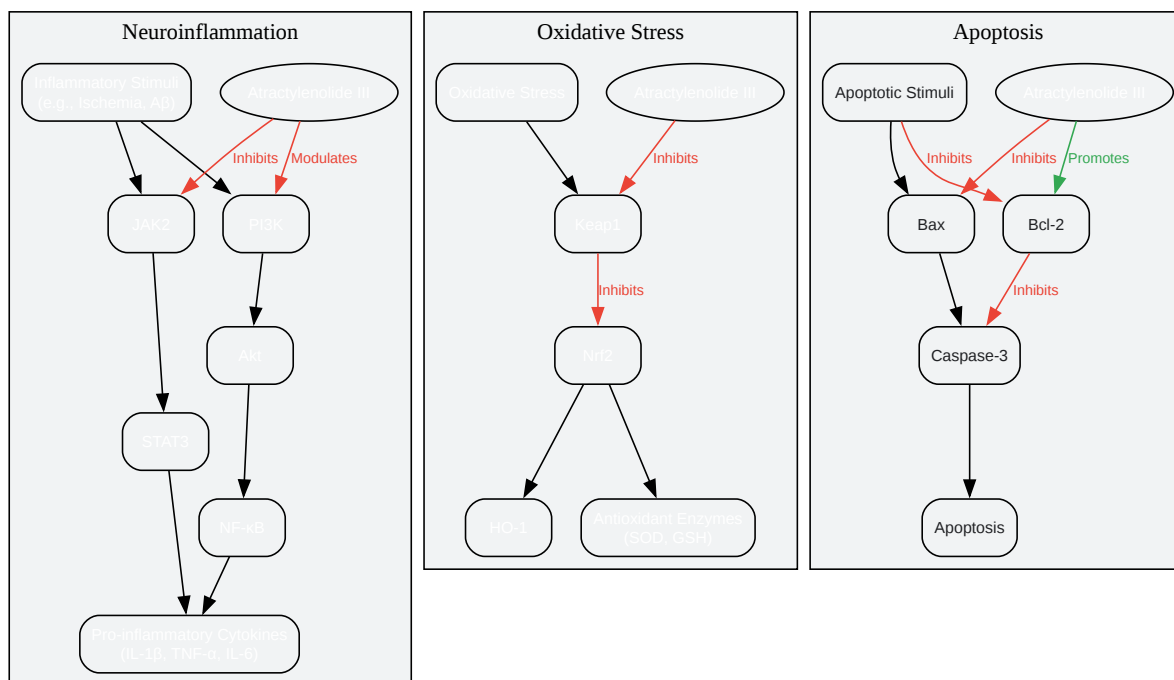 Neuroinflammation
Inflammatory Stimuli
(e.g., Ischemia, Aβ)
Atractylenolide III
Inhibits
Modulates
JAK2
PI3K
Akt
STAT3
NF-κB
Pro-inflammatory Cytokines
(IL-1β, TNF-α, IL-6)
Oxidative Stress
Oxidative Stress
Atractylenolide III
Inhibits
Keap1
Inhibits
Nrf2
HO-1
Antioxidant Enzymes
(SOD, GSH)
Apoptosis
Apoptotic Stimuli
Atractylenolide III
Inhibits
Inhibits
Promotes
Bax
Bcl-2
Inhibits
Caspase-3
Apoptosis